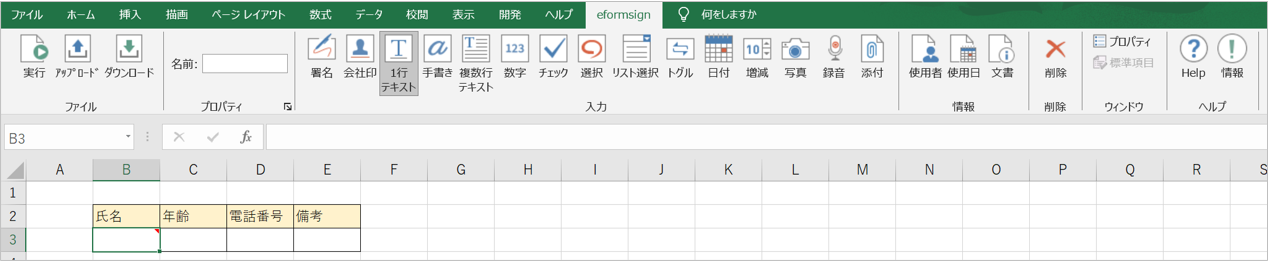 ファイル ホーム 挿入 描画 ページ レイアウト 数式 データ 校閲 表示 開発 ヘルプ eformsign 何をしますか
実行 ｱｯﾌﾟﾛｰﾄﾞ ダウンロード
ファイル
名前:
プロパティ
署名 会社印 1行 テキスト 手書き 複数行 テキスト 数字 チェック 選択 リスト選択 トグル 日付 増減 写真 録音 添付
入力
使用者 使用日 文書
情報
削除
削除
プロパティ
標準項目
ウィンドウ
Help 情報
ヘルプ
B3 fx
A B C D E F G H I J K L M N O P Q R S
1
2 氏名 年齢 電話番号 備考
3